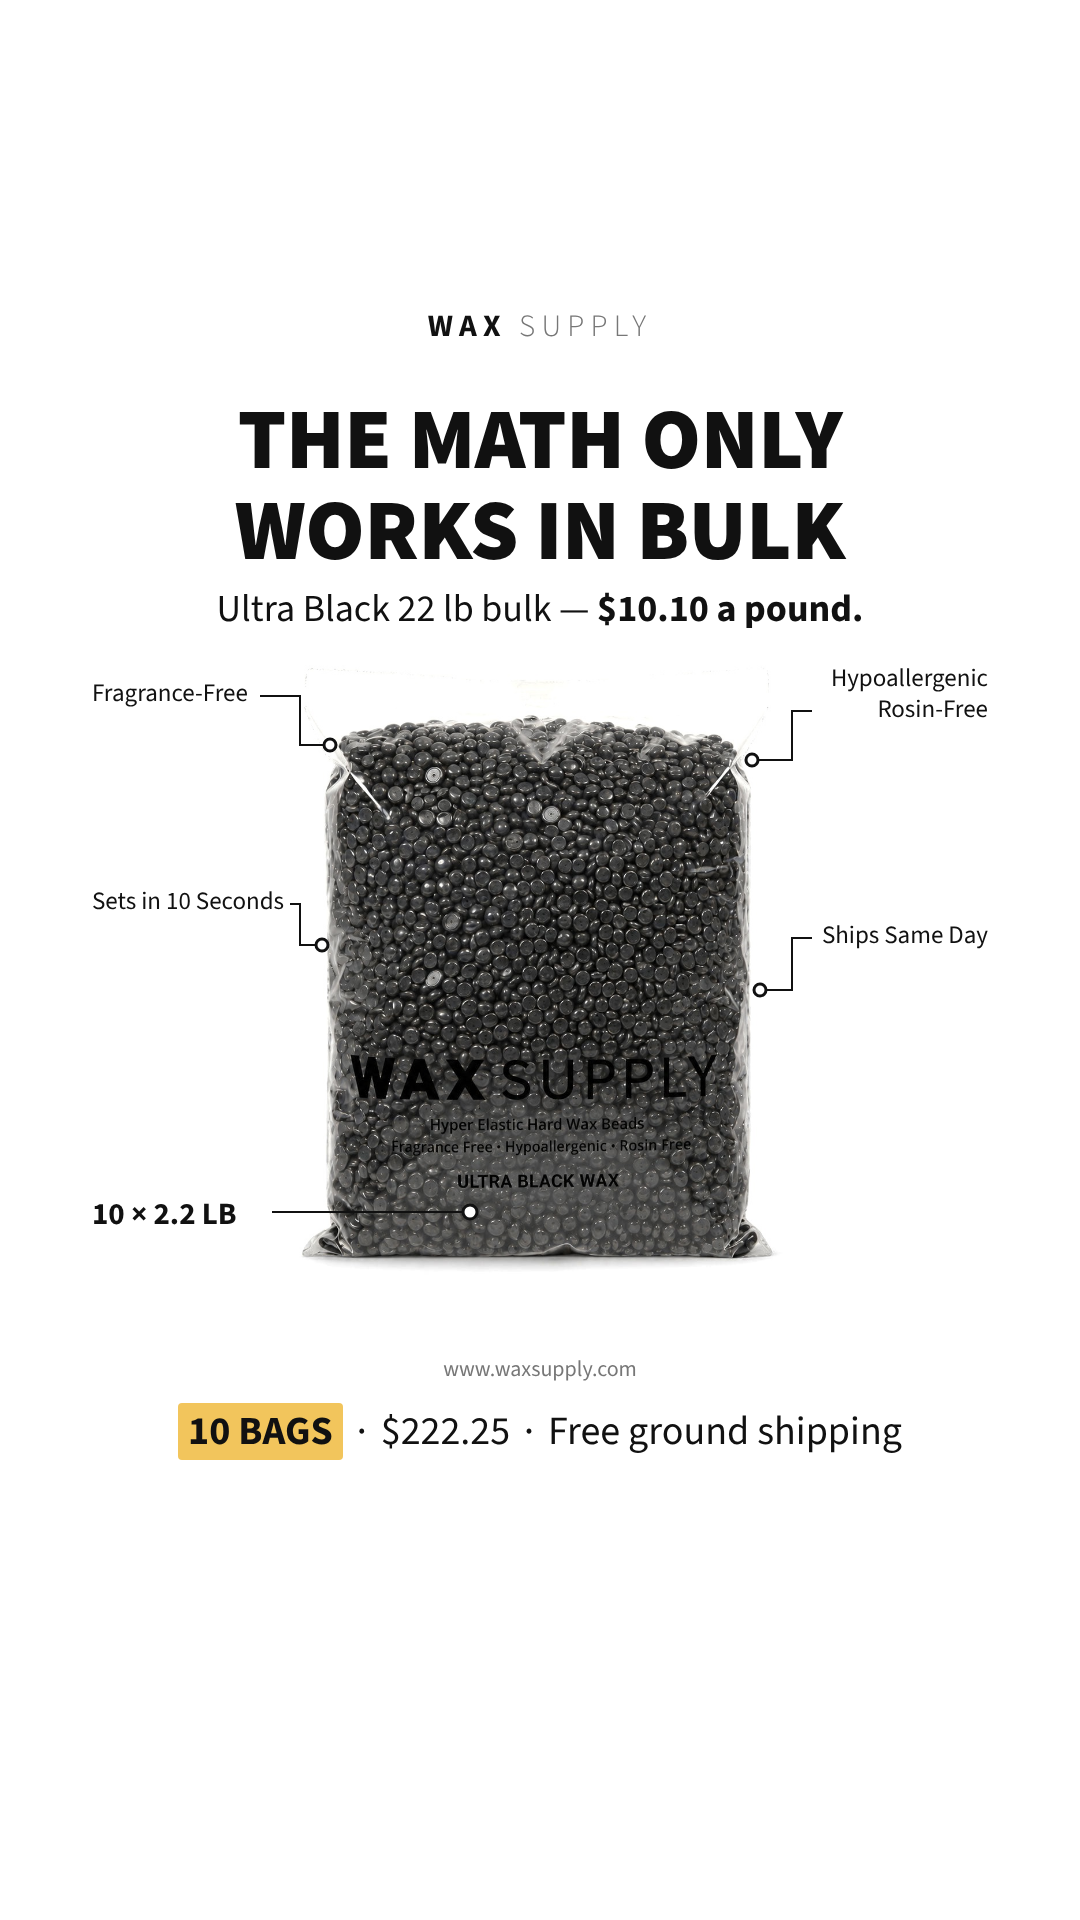 WAX SUPPLY
THE MATH ONLY
WORKS IN BULK
Ultra Black 22 lb bulk — $10.10 a pound.
Fragrance-Free
Hypoallergenic
Rosin-Free
Sets in 10 Seconds
Ships Same Day
WAX SUPPLY
Hyper Elastic Hard Wax Beads
Fragrance Free · Hypoallergenic · Rosin Free
ULTRA BLACK WAX
10 × 2.2 LB
www.waxsupply.com
10 BAGS · $222.25 · Free ground shipping